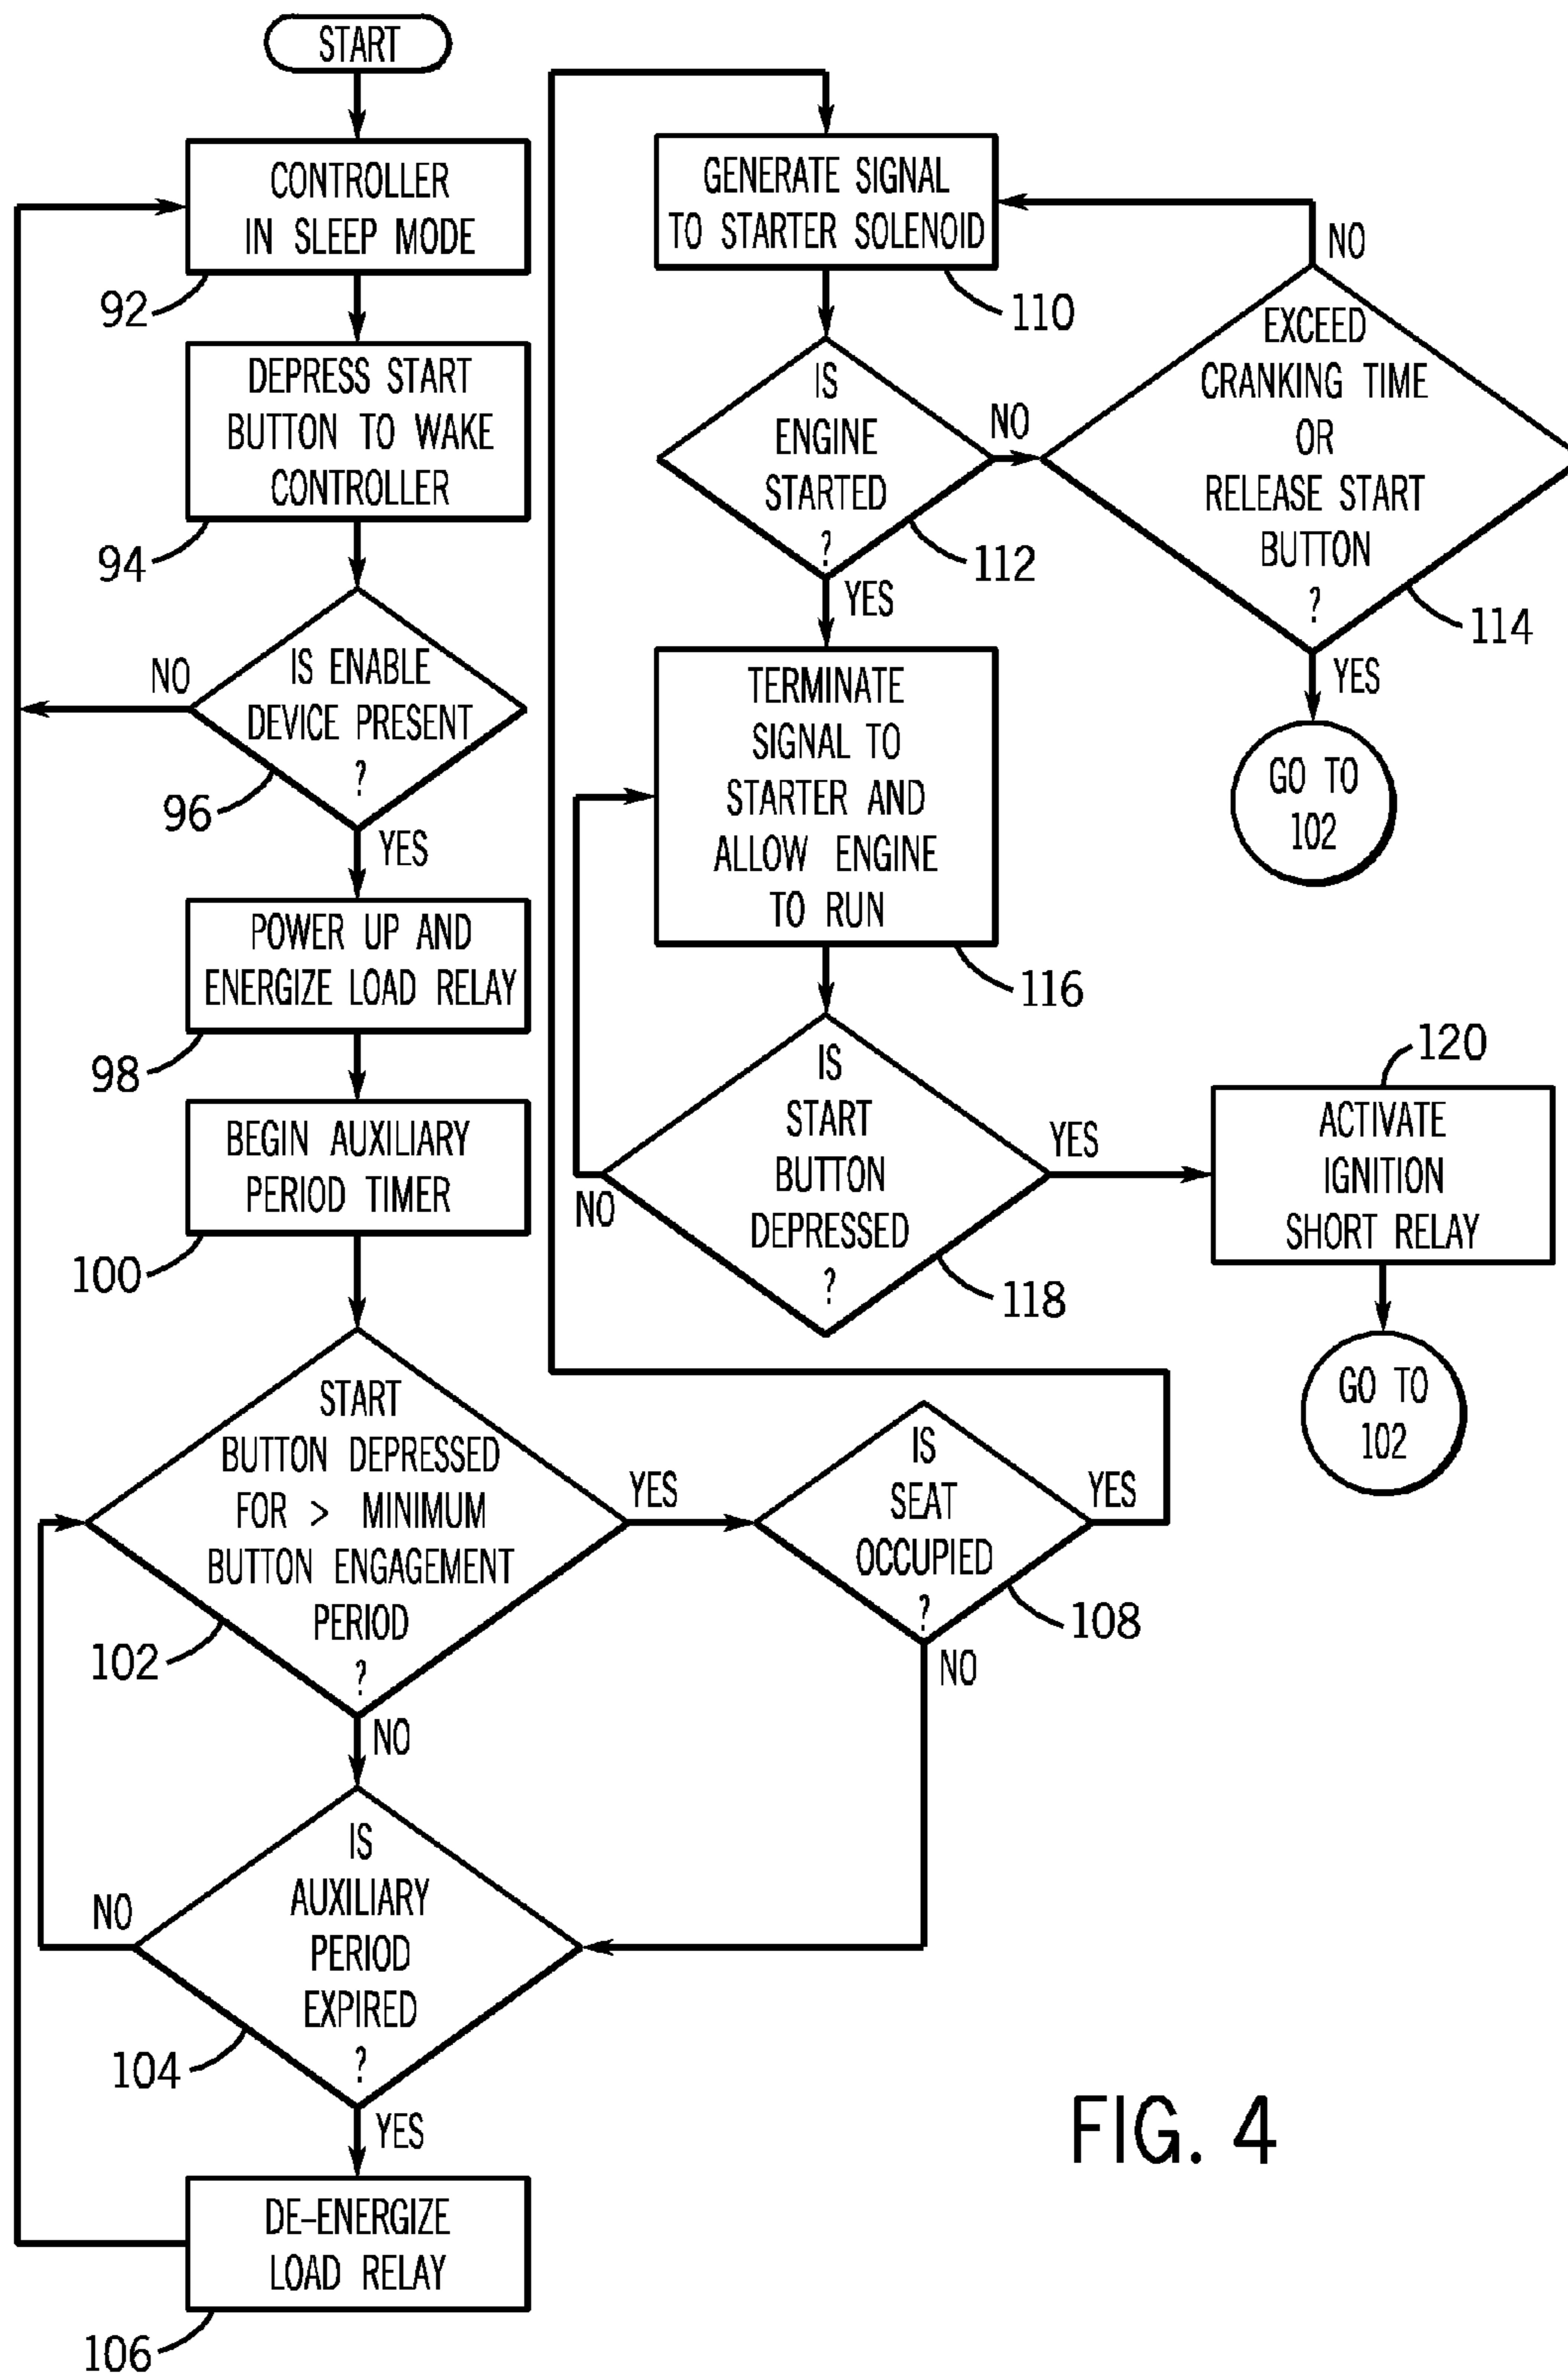 START
CONTROLLER
IN SLEEP MODE
92
DEPRESS START
BUTTON TO WAKE
CONTROLLER
94
IS ENABLE
DEVICE PRESENT
?
NO
96
YES
POWER UP AND
ENERGIZE LOAD RELAY
98
BEGIN AUXILIARY
PERIOD TIMER
100
START
BUTTON DEPRESSED
FOR > MINIMUM
BUTTON ENGAGEMENT
PERIOD
?
102
YES
NO
IS
AUXILIARY
PERIOD
EXPIRED
?
NO
104
YES
DE-ENERGIZE
LOAD RELAY
106
IS
SEAT
OCCUPIED
?
YES
108
NO
GENERATE SIGNAL
TO STARTER SOLENOID
110
IS
ENGINE
STARTED
?
NO
112
YES
EXCEED
CRANKING TIME
OR
RELEASE START
BUTTON
?
NO
114
YES
GO TO
102
TERMINATE
SIGNAL TO
STARTER AND
ALLOW ENGINE
TO RUN
116
IS
START
BUTTON
DEPRESSED
?
NO
YES
118
120
ACTIVATE
IGNITION
SHORT RELAY
GO TO
102
FIG. 4